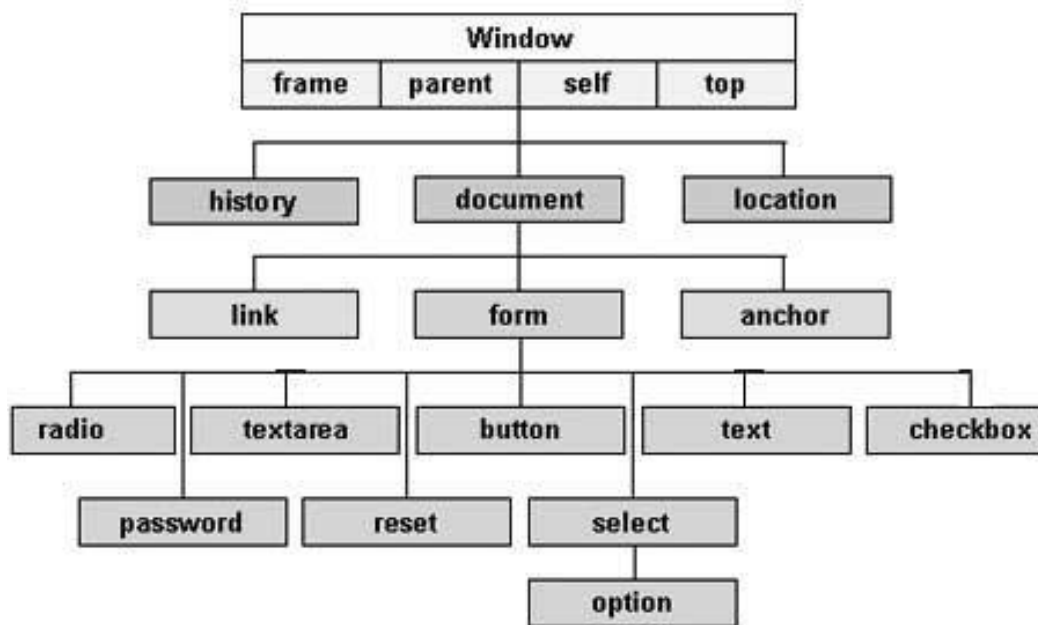 Window
frame parent self top
history document location
link form anchor
radio textarea button text checkbox
password reset select
option